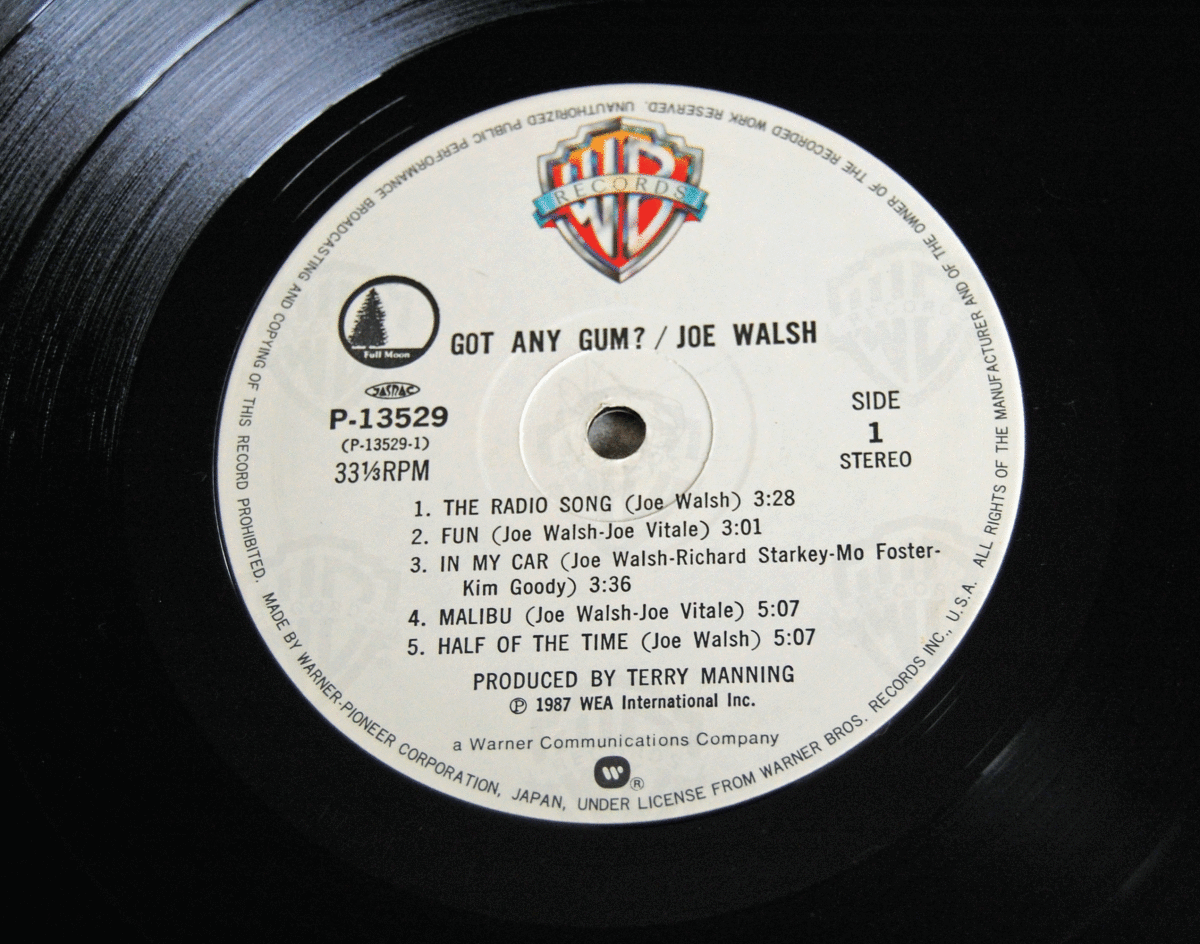 WB
RECORDS
GOT ANY GUM? / JOE WALSH
Full Moon
JASRAC
P-13529
(P-13529-1)
33⅓RPM
SIDE
1
STEREO
1. THE RADIO SONG (Joe Walsh) 3:28
2. FUN (Joe Walsh-Joe Vitale) 3:01
3. IN MY CAR (Joe Walsh-Richard Starkey-Mo Foster-
Kim Goody) 3:36
4. MALIBU (Joe Walsh-Joe Vitale) 5:07
5. HALF OF THE TIME (Joe Walsh) 5:07
PRODUCED BY TERRY MANNING
Ⓟ 1987 WEA International Inc.
a Warner Communications Company
®
MADE BY WARNER-PIONEER CORPORATION, JAPAN, UNDER LICENSE FROM WARNER BROS. RECORDS INC., U.S.A. ALL RIGHTS OF THE MANUFACTURER AND OF THE OWNER OF THE RECORDED WORK RESERVED. UNAUTHORIZED PUBLIC PERFORMANCE BROADCASTING AND COPYING OF THIS RECORD PROHIBITED.